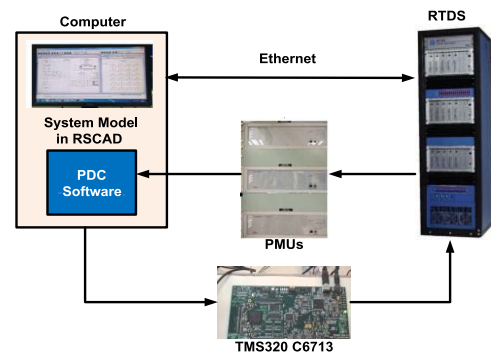 Computer
RTDS
Ethernet
System Model
in RSCAD
PDC
Software
PMUs
TMS320 C6713